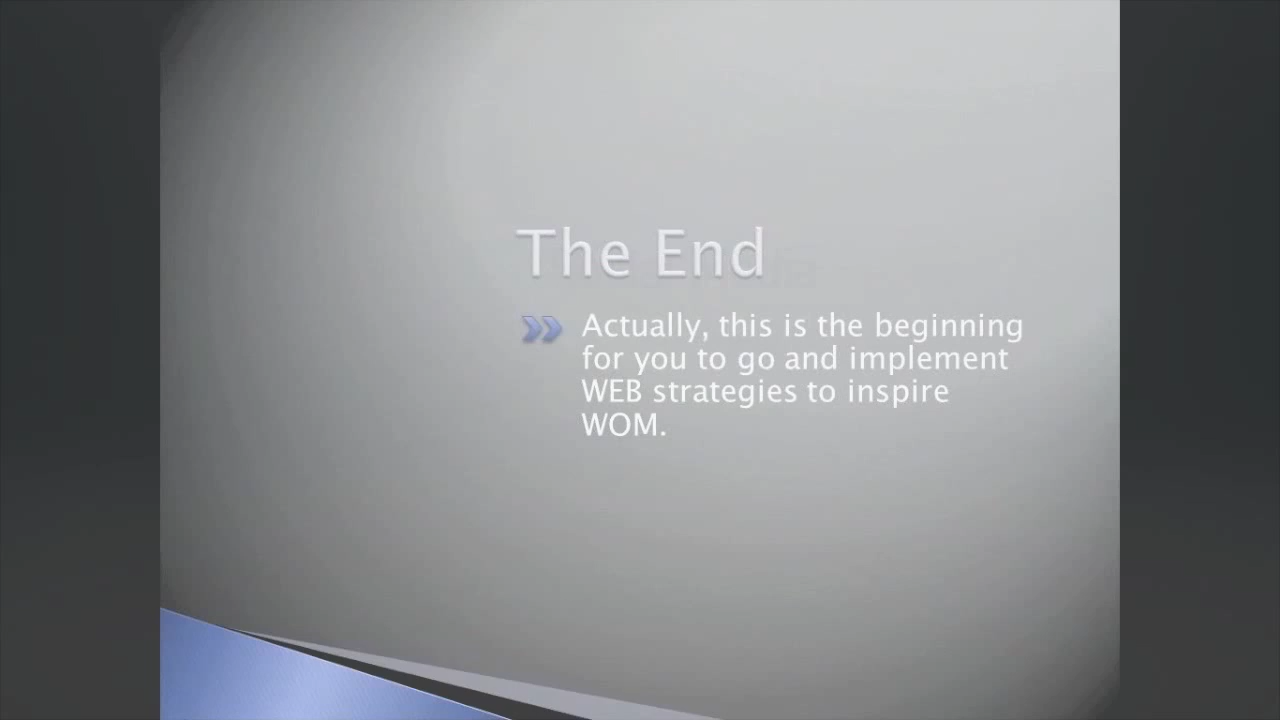 The End
Actually, this is the beginning
for you to go and implement
WEB strategies to inspire
WOM.